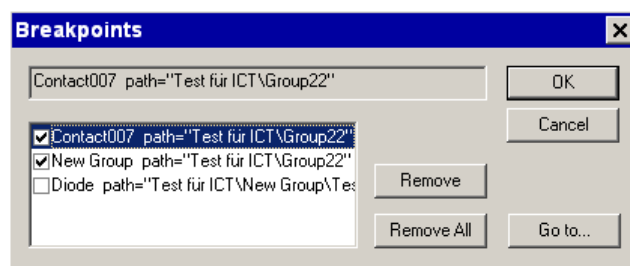 Breakpoints
Contact007 path="Test für ICT\Group22"
OK
Contact007 path="Test für ICT\Group22"
Cancel
New Group path="Test für ICT\Group22"
Diode path="Test für ICT\New Group\Tes
Remove
Remove All
Go to...